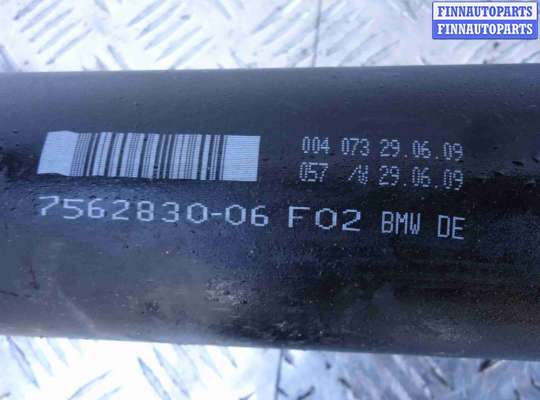 FINNAUTOPARTS
FINNAUTOPARTS
004 073 29.06.09
057 /W 29.06.09
7562830-06 F02 BMW DE